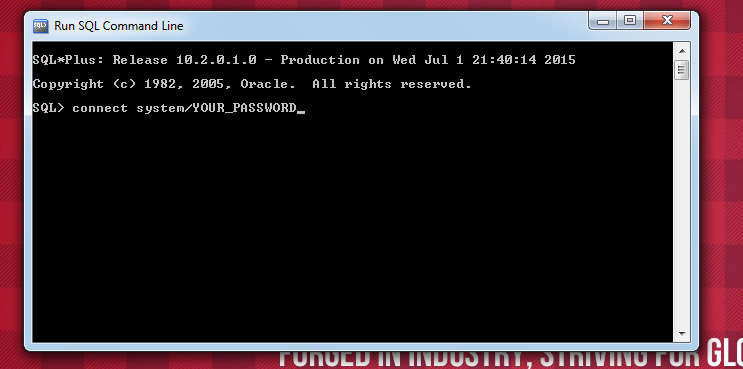 Run SQL Command Line
SQL*Plus: Release 10.2.0.1.0 - Production on Wed Jul 1 21:40:14 2015
Copyright (c) 1982, 2005, Oracle.  All rights reserved.
SQL> connect system/YOUR_PASSWORD_
FORGED IN INDUSTRY, STRIVING FOR GLO